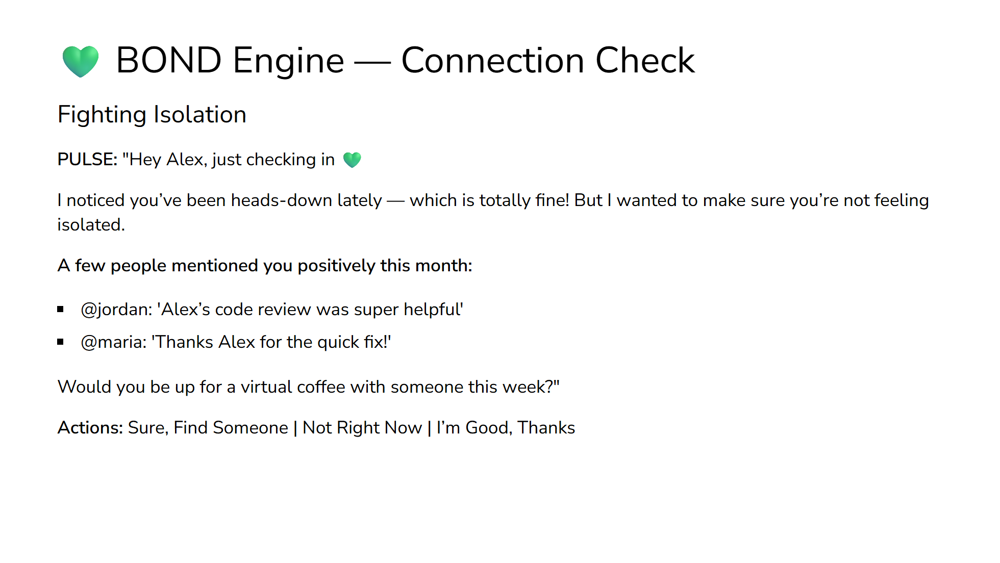 💚 BOND Engine — Connection Check
Fighting Isolation
PULSE: "Hey Alex, just checking in 💚
I noticed you’ve been heads-down lately — which is totally fine! But I wanted to make sure you’re not feeling
isolated.
A few people mentioned you positively this month:
▪ @jordan: 'Alex’s code review was super helpful'
▪ @maria: 'Thanks Alex for the quick fix!'
Would you be up for a virtual coffee with someone this week?"
Actions: Sure, Find Someone | Not Right Now | I’m Good, Thanks